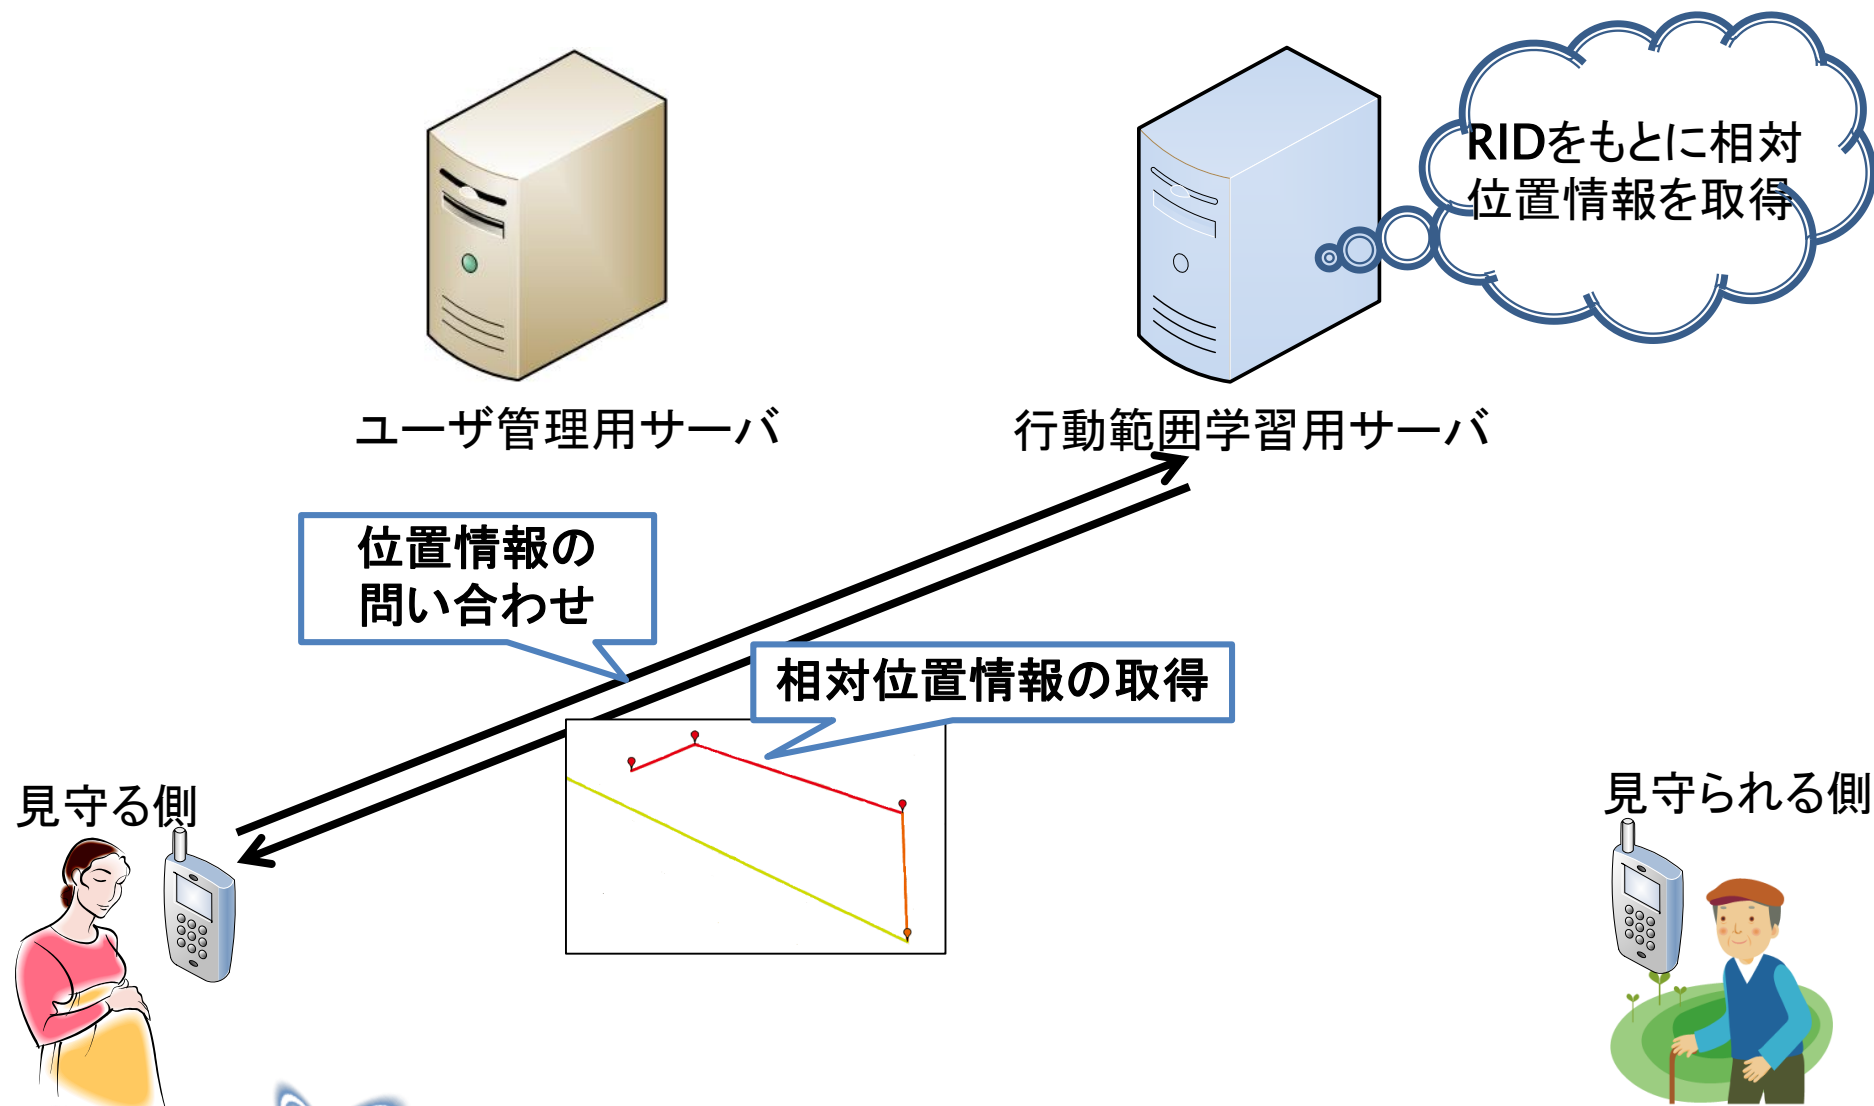 RIDをもとに相対
位置情報を取得
ユーザ管理用サーバ
行動範囲学習用サーバ
位置情報の
問い合わせ
相対位置情報の取得
見守る側
見守られる側